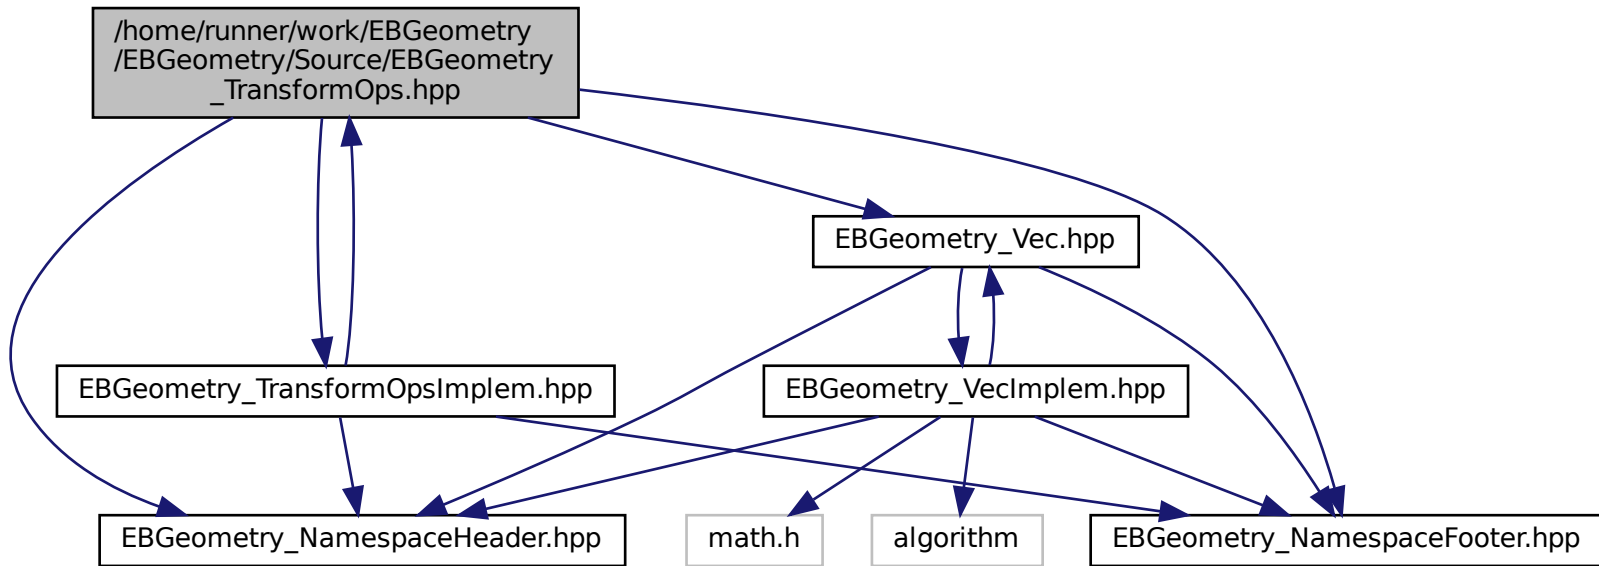 /home/runner/work/EBGeometry
/EBGeometry/Source/EBGeometry
_TransformOps.hpp
EBGeometry_Vec.hpp
EBGeometry_TransformOpsImplem.hpp
EBGeometry_VecImplem.hpp
EBGeometry_NamespaceHeader.hpp
math.h
algorithm
EBGeometry_NamespaceFooter.hpp